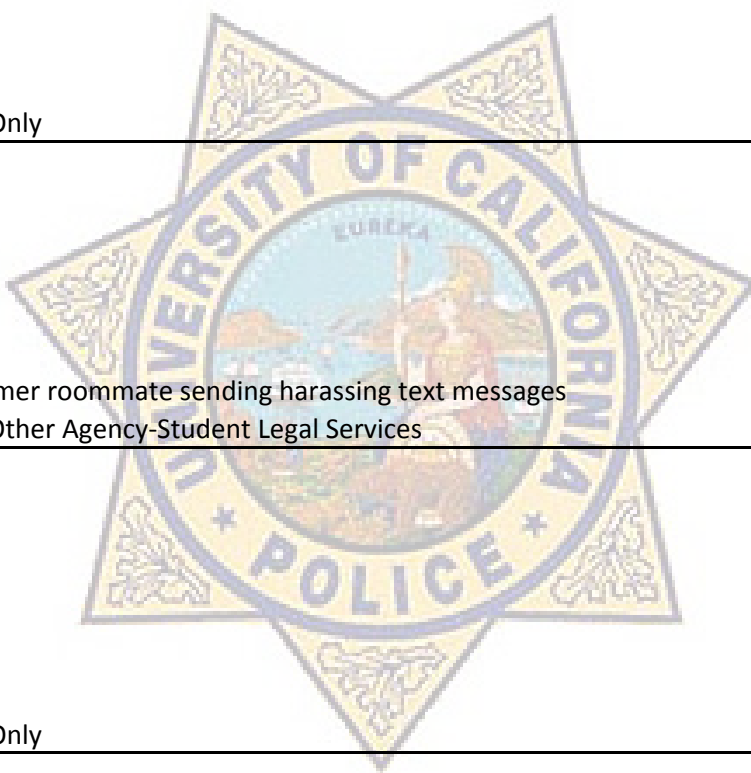 Only
UNIVERSITY OF CALIFORNIA
EUREKA
mer roommate sending harassing text messages
Other Agency-Student Legal Services
POLICE
Only